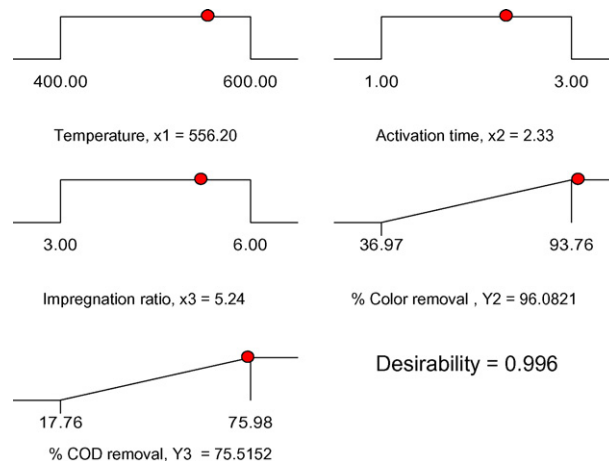 400.00 600.00 1.00 3.00
Temperature, x1 = 556.20 Activation time, x2 = 2.33
3.00 6.00 36.97 93.76
Impregnation ratio, x3 = 5.24 % Color removal , Y2 = 96.0821
Desirability = 0.996
17.76 75.98
% COD removal, Y3 = 75.5152